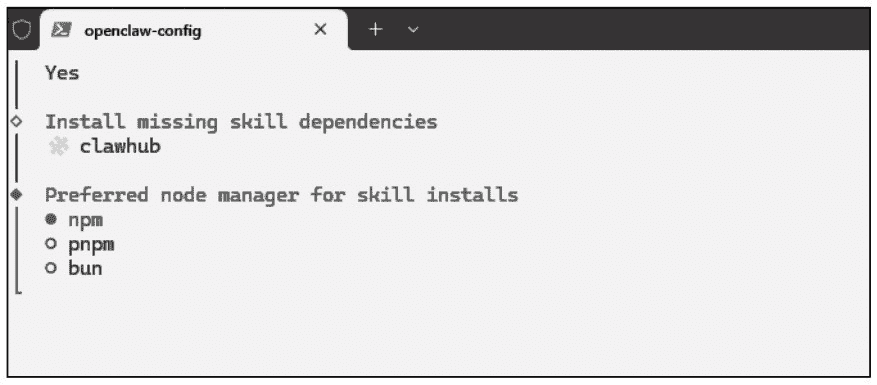 openclaw-config
Yes
Install missing skill dependencies
clawhub
Preferred node manager for skill installs
npm
pnpm
bun